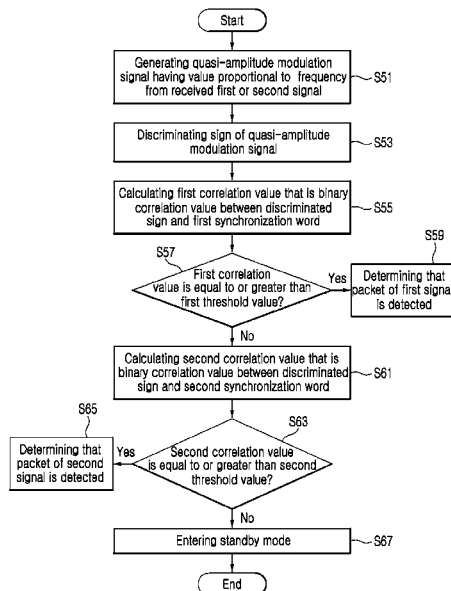 Start
Generating quasi-amplitude modulation
signal having value proportional to frequency
from received first or second signal
S51
Discriminating sign of quasi-amplitude
modulation signal
S53
Calculating first correlation value that is binary
correlation value between discriminated
sign and first synchronization word
S55
S57
First correlation
value is equal to or greater than
first threshold value?
Yes
S59
Determining that
packet of first signal
is detected
No
Calculating second correlation value that is
binary correlation value between discriminated
sign and second synchronization word
S61
S63
Second correlation value
is equal to or greater than second
threshold value?
Yes
S65
Determining that
packet of second
signal is detected
No
Entering standby mode
S67
End